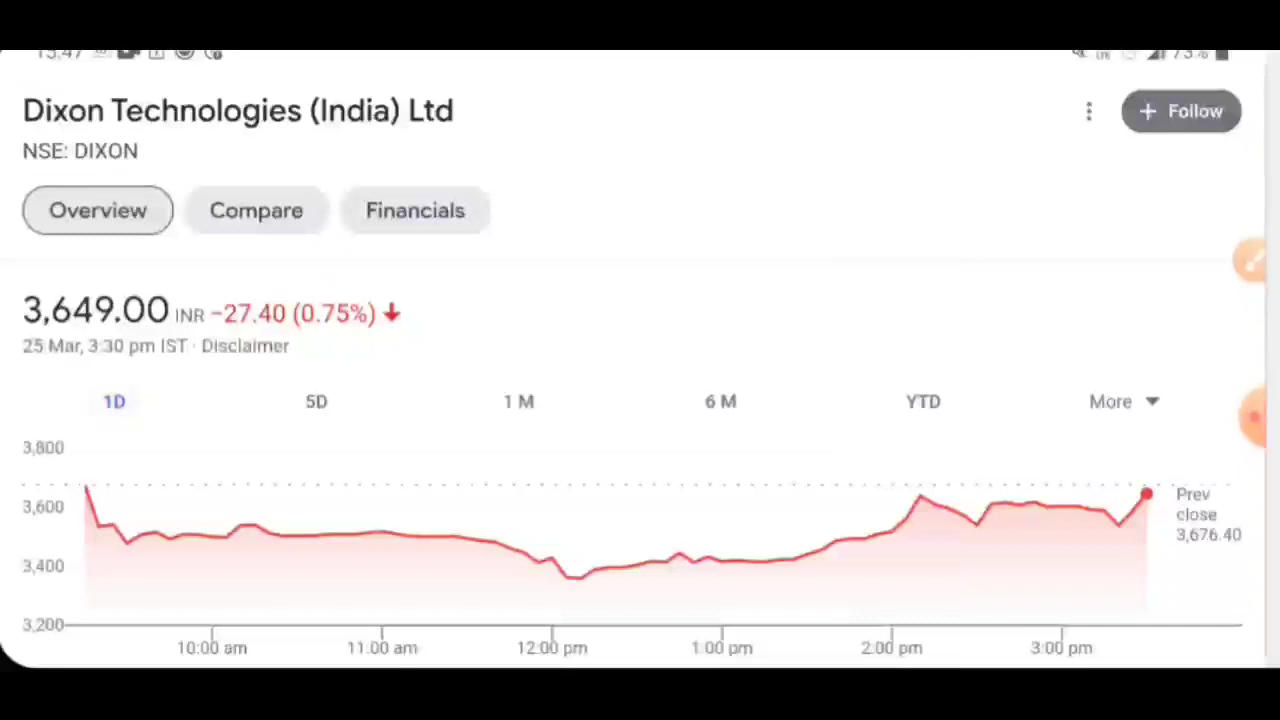 15:47 73%
Dixon Technologies (India) Ltd
+ Follow
NSE: DIXON
Overview Compare Financials
3,649.00 INR −27.40 (0.75%)
25 Mar, 3:30 pm IST · Disclaimer
1D 5D 1 M 6 M YTD More
3,800
3,600
3,400
3,200
Prev
close
3,676.40
10:00 am 11:00 am 12:00 pm 1:00 pm 2:00 pm 3:00 pm